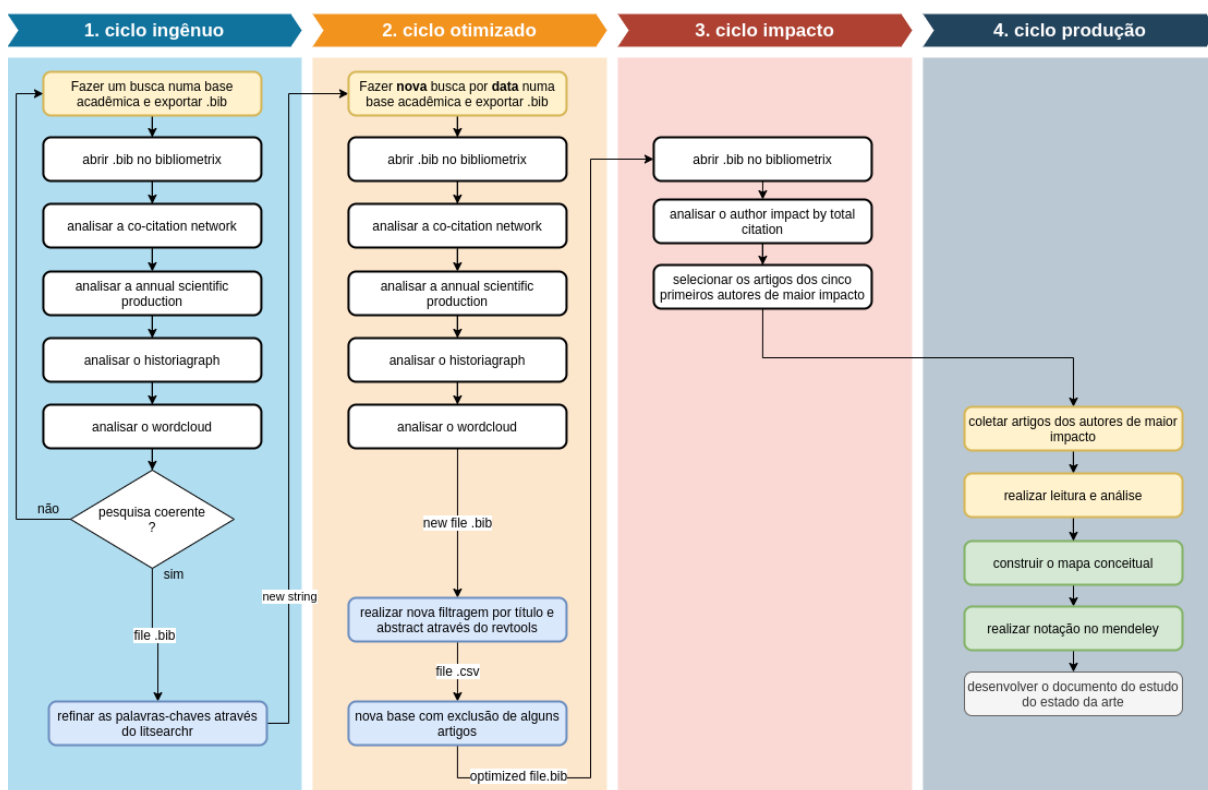 1. ciclo ingênuo
2. ciclo otimizado
3. ciclo impacto
4. ciclo produção
Fazer um busca numa base
acadêmica e exportar .bib
abrir .bib no bibliometrix
analisar a co-citation network
analisar a annual scientific
production
analisar o historiagraph
analisar o wordcloud
pesquisa coerente
?
não
sim
file .bib
refinar as palavras-chaves através
do litsearchr
new string
Fazer nova busca por data numa
base acadêmica e exportar .bib
abrir .bib no bibliometrix
analisar a co-citation network
analisar a annual scientific
production
analisar o historiagraph
analisar o wordcloud
new file .bib
realizar nova filtragem por título e
abstract através do revtools
file .csv
nova base com exclusão de alguns
artigos
optimized file.bib
abrir .bib no bibliometrix
analisar o author impact by total
citation
selecionar os artigos dos cinco
primeiros autores de maior impacto
coletar artigos dos autores de maior
impacto
realizar leitura e análise
construir o mapa conceitual
realizar notação no mendeley
desenvolver o documento do estudo
do estado da arte